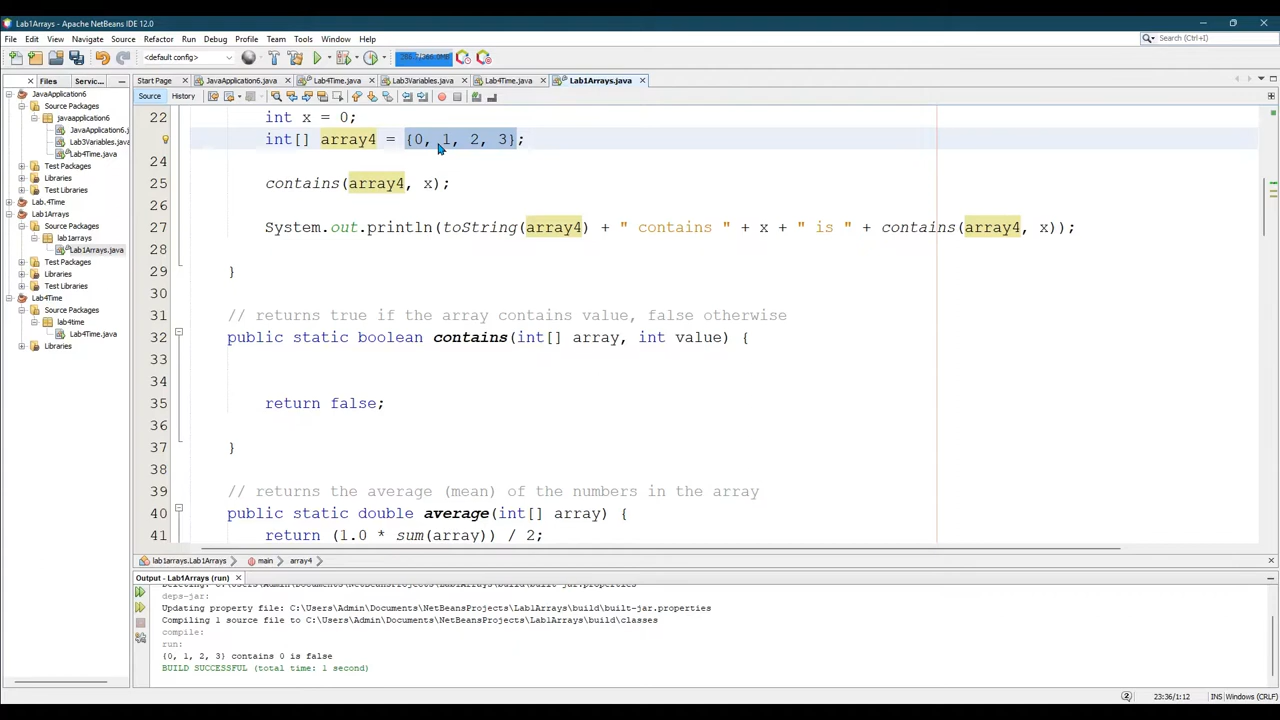 Lab1Arrays - Apache NetBeans IDE 12.0
File Edit View Navigate Source Refactor Run Debug Profile Team Tools Window Help
Search (Ctrl+I)
<default config>
Files Servic...
Start Page JavaApplication6.java Lab4Time.java Lab3Variables.java Lab4Time.java Lab1Arrays.java
Source History
JavaApplication6
Source Packages
javaapplication6
JavaApplication6.j
Lab3Variables.java
Lab4Time.java
Test Packages
Libraries
Test Libraries
Lab.4Time
Lab1Arrays
Source Packages
lab1arrays
Lab1Arrays.java
Test Packages
Libraries
Test Libraries
Lab4Time
Source Packages
lab4time
Lab4Time.java
Libraries
22 int x = 0;
int[] array4 = {0, 1, 2, 3};
24
25 contains(array4, x);
26
27 System.out.println(toString(array4) + " contains " + x + " is " + contains(array4, x));
28
29 }
30
31 // returns true if the array contains value, false otherwise
32 public static boolean contains(int[] array, int value) {
33
34
35 return false;
36
37 }
38
39 // returns the average (mean) of the numbers in the array
40 public static double average(int[] array) {
41 return (1.0 * sum(array)) / 2;
lab1arrays.Lab1Arrays main array4
Output - Lab1Arrays (run)
deps-jar:
Updating property file: C:\Users\Admin\Documents\NetBeansProjects\Lab1Arrays\build\built-jar.properties
Compiling 1 source file to C:\Users\Admin\Documents\NetBeansProjects\Lab1Arrays\build\classes
compile:
run:
{0, 1, 2, 3} contains 0 is false
BUILD SUCCESSFUL (total time: 1 second)
23:36/1:12 INS Windows (CRLF)